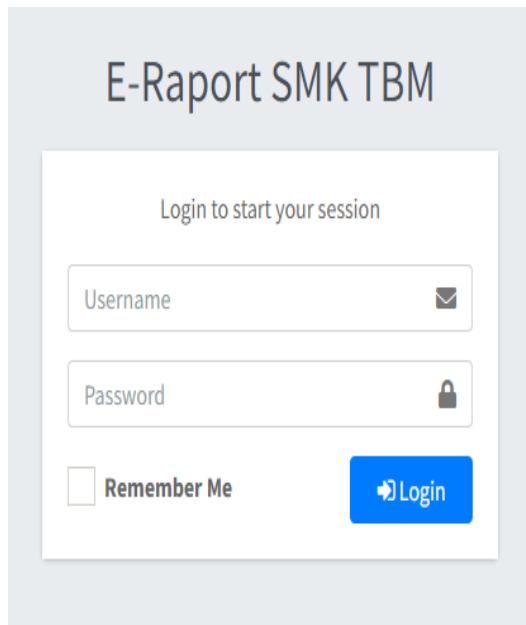 E-Raport SMK TBM
Login to start your session
Username
Password
Remember Me
Login